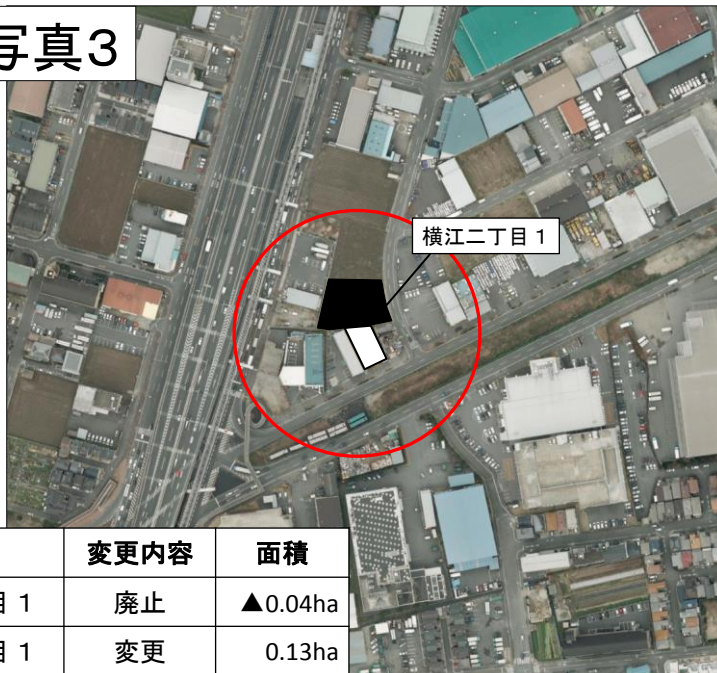 写真3
横江二丁目1
変更内容 面積
目1 廃止 ▲0.04ha
目1 変更 0.13ha